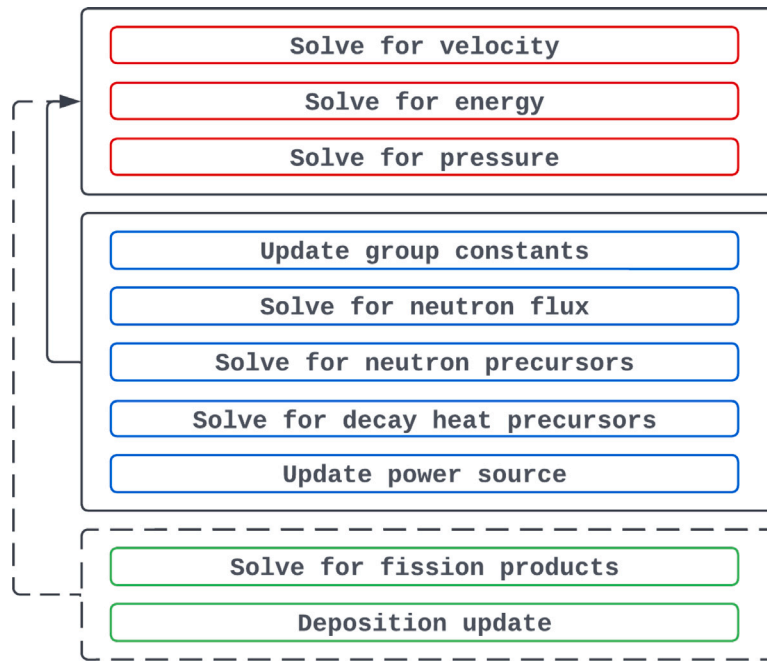 Solve for velocity
Solve for energy
Solve for pressure
Update group constants
Solve for neutron flux
Solve for neutron precursors
Solve for decay heat precursors
Update power source
Solve for fission products
Deposition update